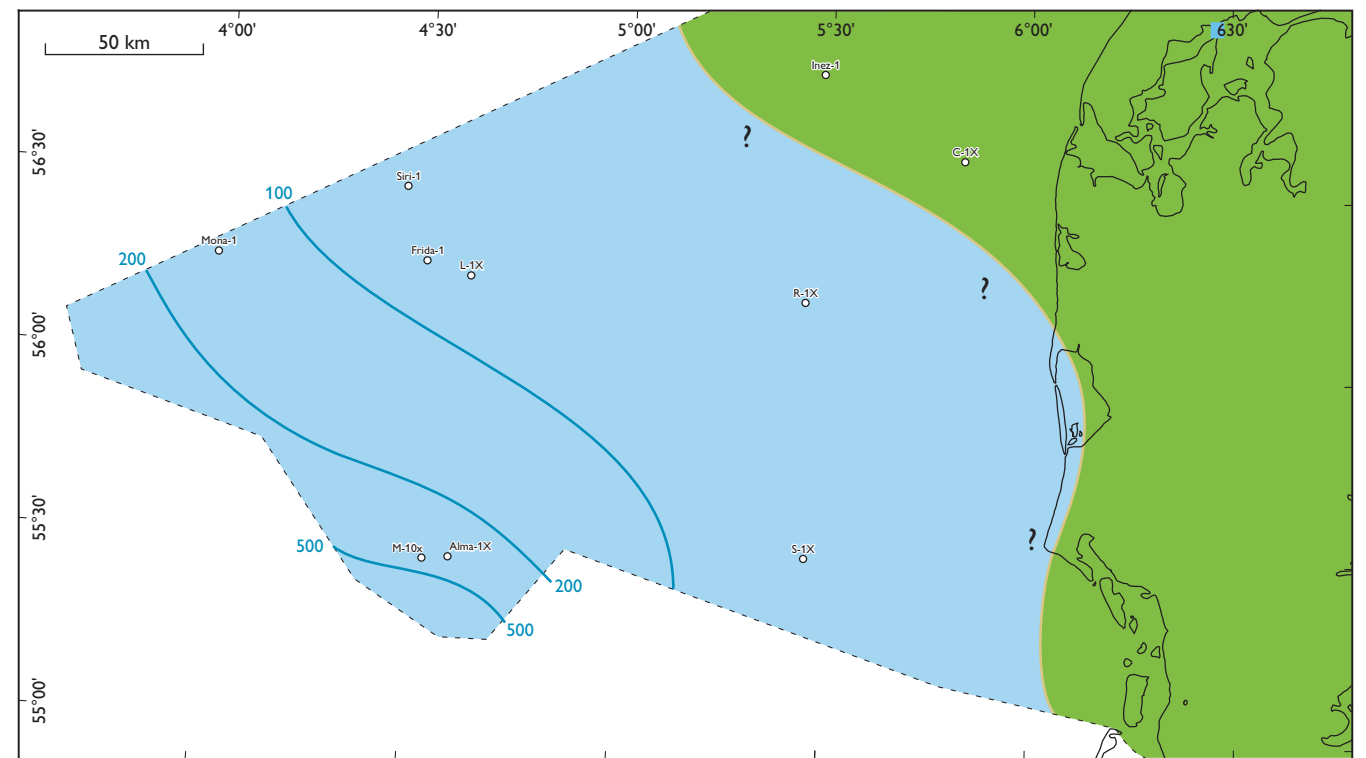 4°00'
4°30'
5°00'
5°30'
6°00'
630'
50 km
Inez-1
56°30'
?
C-1X
Siri-1
100
Mona-1
200
Frida-1
L-1X
R-1X
?
56°00'
55°30'
500
M-10x
Alma-1X
S-1X
?
200
500
55°00'